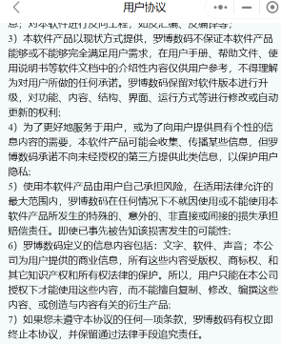 用户协议
息，对本软件进行反向工程，如反汇编、反编译等；
3）本软件产品以现状方式提供，罗博数码不保证本软件产品
能够或不能够完全满足用户需求，在用户手册、帮助文件、使
用说明书等软件文档中的介绍性内容仅供用户参考，不得理解
为对用户所做的任何承诺。罗博数码保留对软件版本进行升
级，对功能、内容、结构、界面、运行方式等进行修改或自动
更新的权利；
4）为了更好地服务于用户，或为了向用户提供具有个性的信
息内容的需要，本软件产品可能会收集、传播某些信息，但罗
博数码承诺不向未经授权的第三方提供此类信息，以保护用户
隐私；
5）使用本软件产品由用户自己承担风险，在适用法律允许的
最大范围内，罗博数码在任何情况下不就因使用或不能使用本
软件产品所发生的特殊的、意外的、非直接或间接的损失承担
赔偿责任。即使已事先被告知该损害发生的可能性；
6）罗博数码定义的信息内容包括：文字、软件、声音；本公
司为用户提供的商业信息，所有这些内容受版权、商标权、和
其它知识产权和所有权法律的保护。所以，用户只能在本公司
授权下才能使用这些内容，而不能擅自复制、修改、编撰这些
内容、或创造与内容有关的衍生产品；
7）如果您未遵守本协议的任何一项条款，罗博数码有权立即
终止本协议，并保留通过法律手段追究责任。